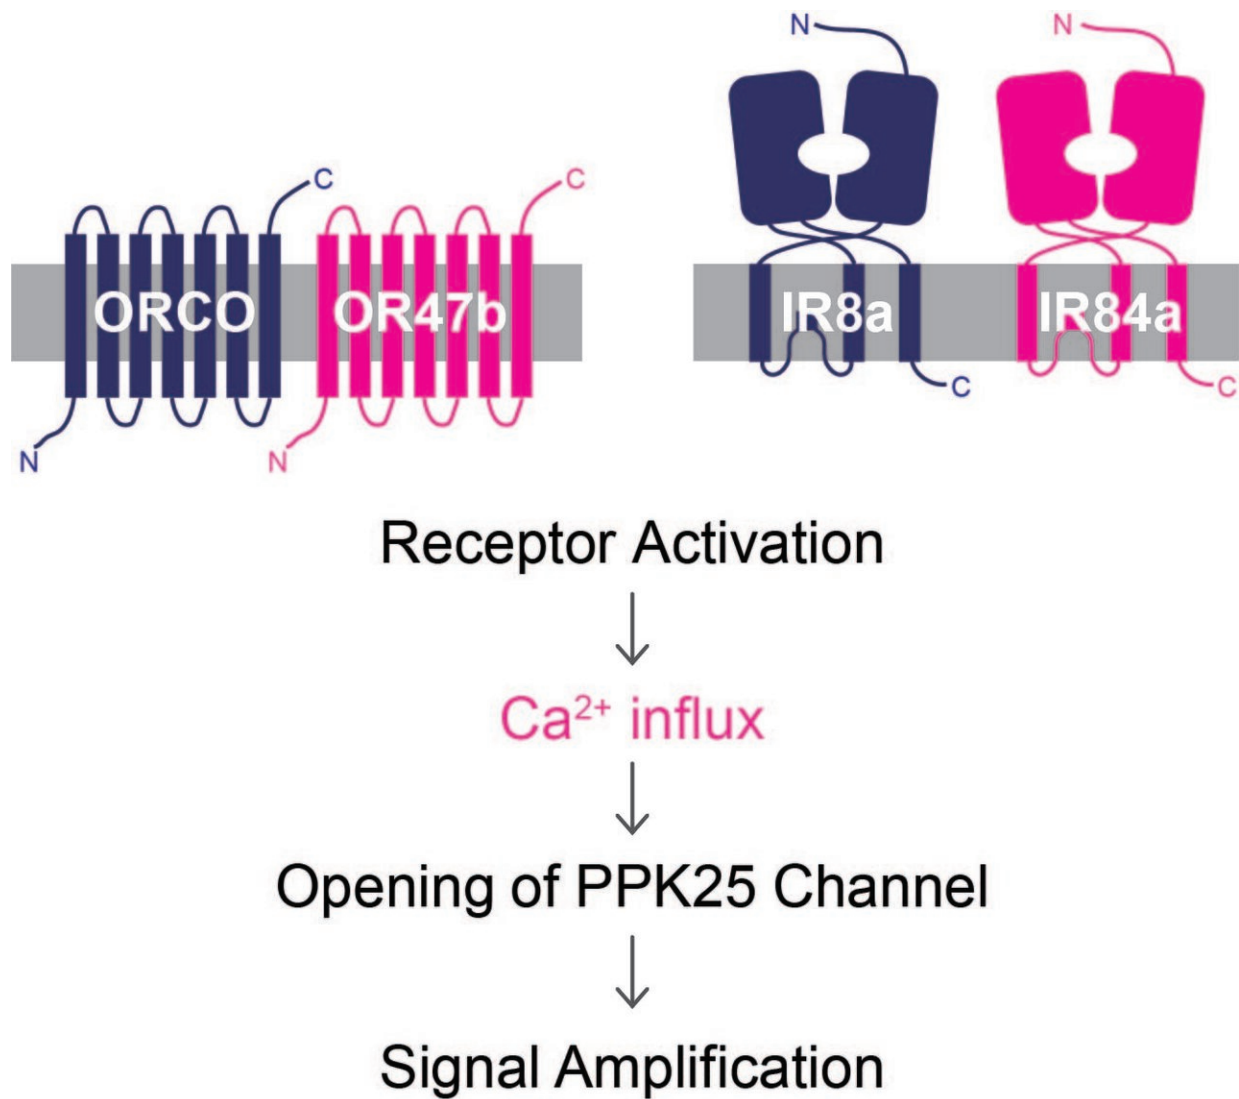 N
N
C
C
ORCO
OR47b
IR8a
IR84a
C
C
N
N
Receptor Activation
Ca²⁺ influx
Opening of PPK25 Channel
Signal Amplification